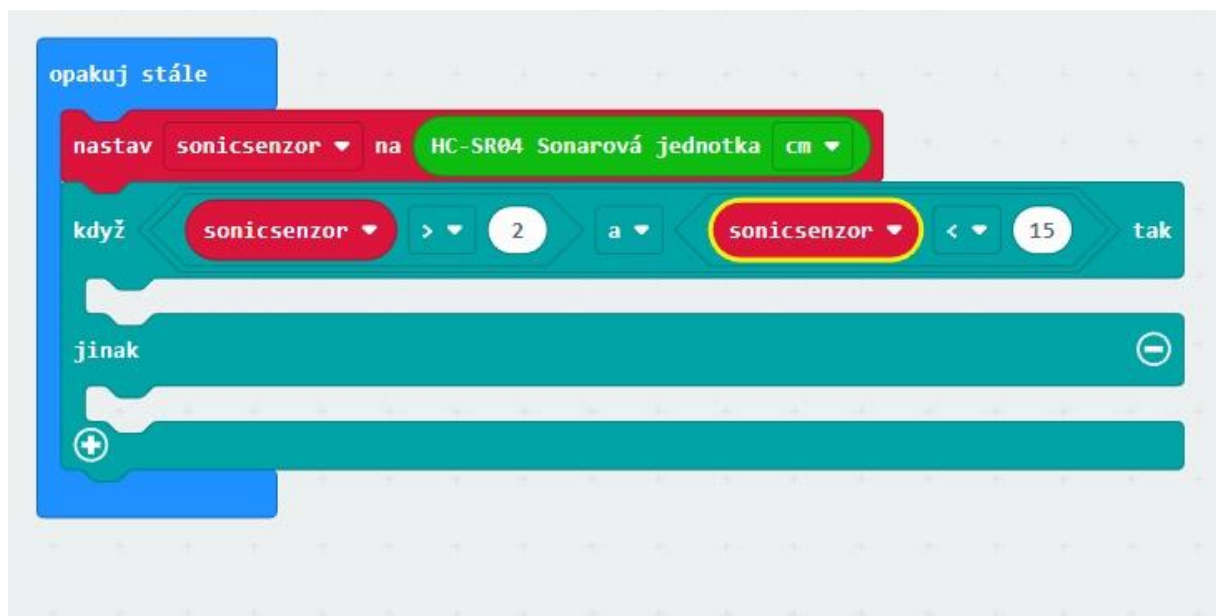 opakuj stále
nastav sonicsenzor na HC-SR04 Sonarová jednotka cm
když sonicsenzor > 2 a sonicsenzor < 15 tak
jinak